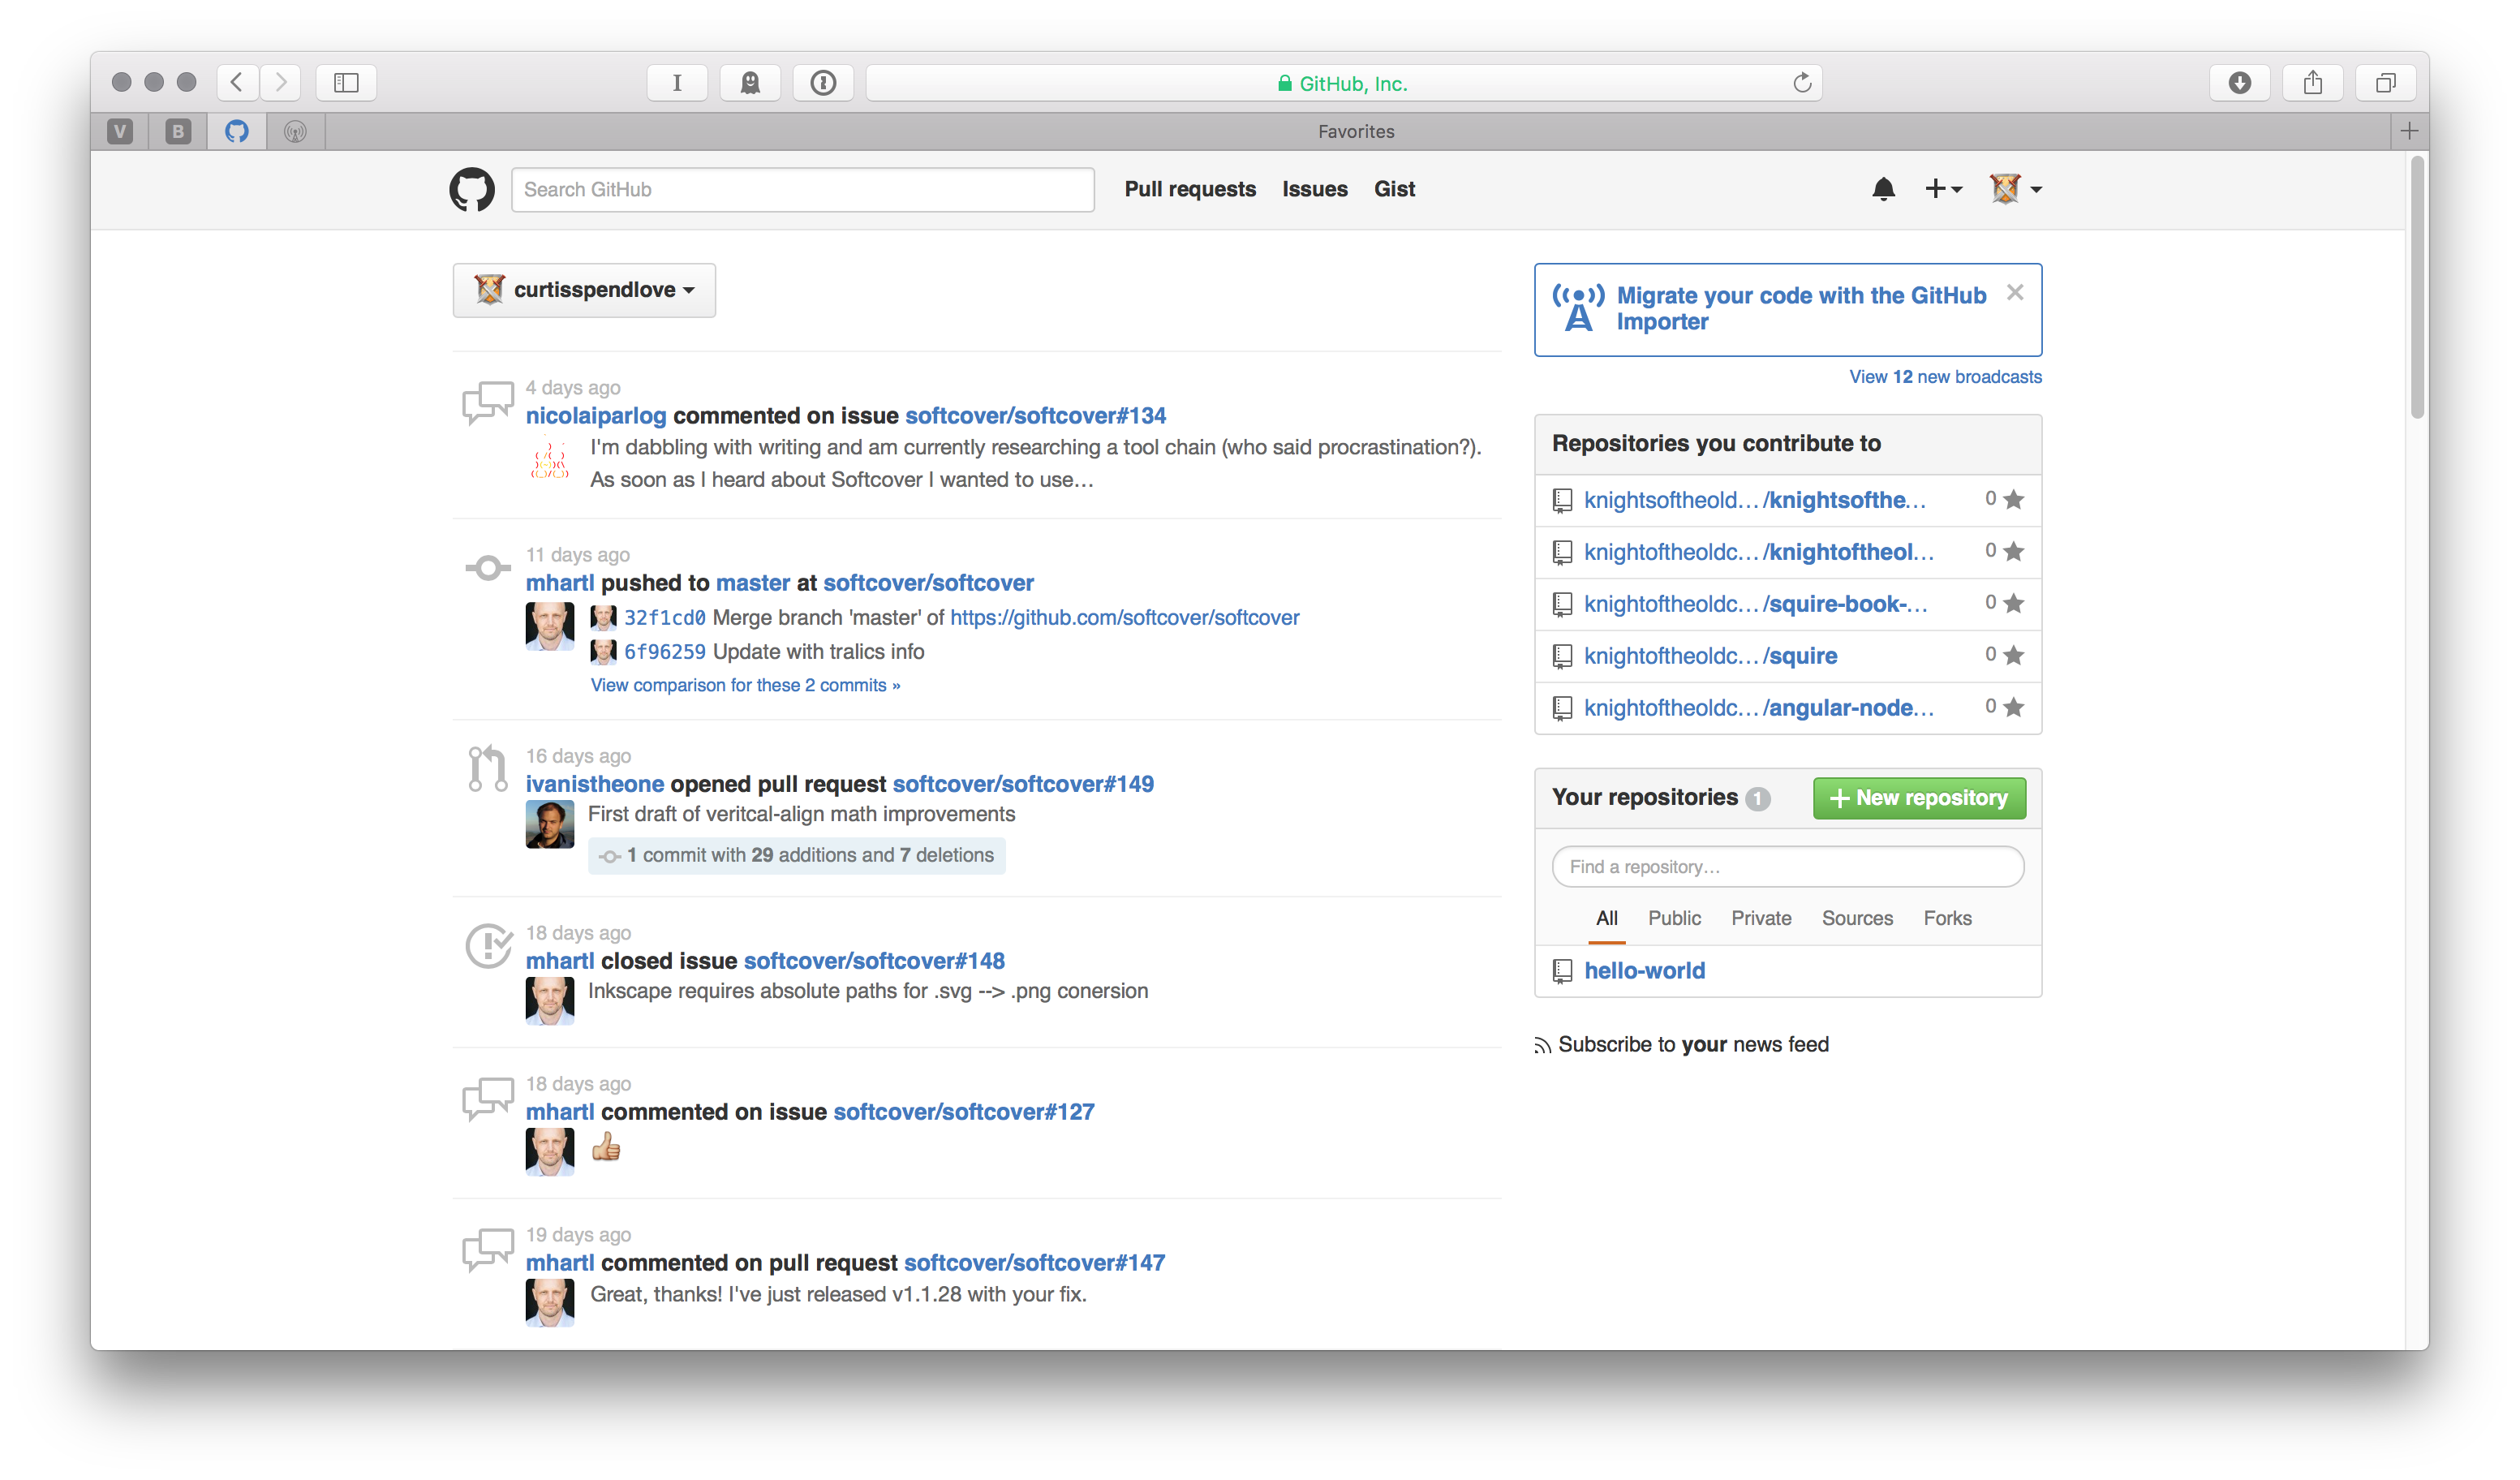 GitHub, Inc.
V
B
Favorites
Search GitHub
Pull requests
Issues
Gist
curtisspendlove
4 days ago
nicolaiparlog commented on issue softcover/softcover#134
I'm dabbling with writing and am currently researching a tool chain (who said procrastination?).
As soon as I heard about Softcover I wanted to use…
11 days ago
mhartl pushed to master at softcover/softcover
32f1cd0 Merge branch 'master' of https://github.com/softcover/softcover
6f96259 Update with tralics info
View comparison for these 2 commits »
16 days ago
ivanistheone opened pull request softcover/softcover#149
First draft of veritcal-align math improvements
1 commit with 29 additions and 7 deletions
18 days ago
mhartl closed issue softcover/softcover#148
Inkscape requires absolute paths for .svg --> .png conersion
18 days ago
mhartl commented on issue softcover/softcover#127
👍
19 days ago
mhartl commented on pull request softcover/softcover#147
Great, thanks! I've just released v1.1.28 with your fix.
Migrate your code with the GitHub
Importer
View 12 new broadcasts
Repositories you contribute to
knightsoftheold…/knightsofthe… 0
knightoftheoldc…/knightoftheol… 0
knightoftheoldc…/squire-book-… 0
knightoftheoldc…/squire 0
knightoftheoldc…/angular-node… 0
Your repositories 1
New repository
Find a repository…
All Public Private Sources Forks
hello-world
Subscribe to your news feed